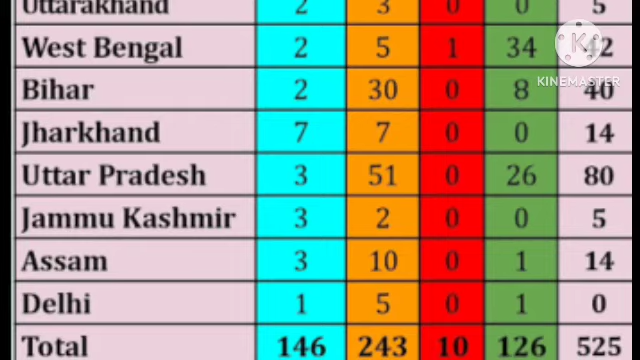 Uttarakhand 2 3 0 0 5
West Bengal 2 5 1 34 42
Bihar 2 30 0 8 40
Jharkhand 7 7 0 0 14
Uttar Pradesh 3 51 0 26 80
Jammu Kashmir 3 2 0 0 5
Assam 3 10 0 1 14
Delhi 1 5 0 1 0
Total 146 243 10 126 525
K
KINEMASTER